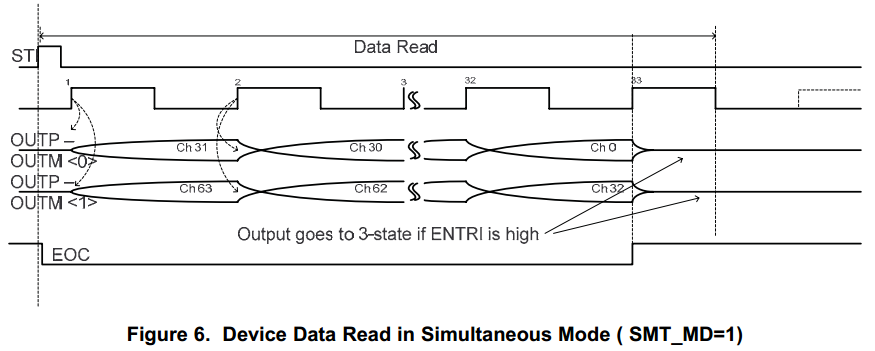 Data Read
STI
1 2 3 32 33
OUTP – Ch 31 Ch 30 Ch 0
OUTM <0>
OUTP – Ch 63 Ch 62 Ch 32
OUTM <1>
Output goes to 3-state if ENTRI is high
EOC
Figure 6. Device Data Read in Simultaneous Mode ( SMT_MD=1)